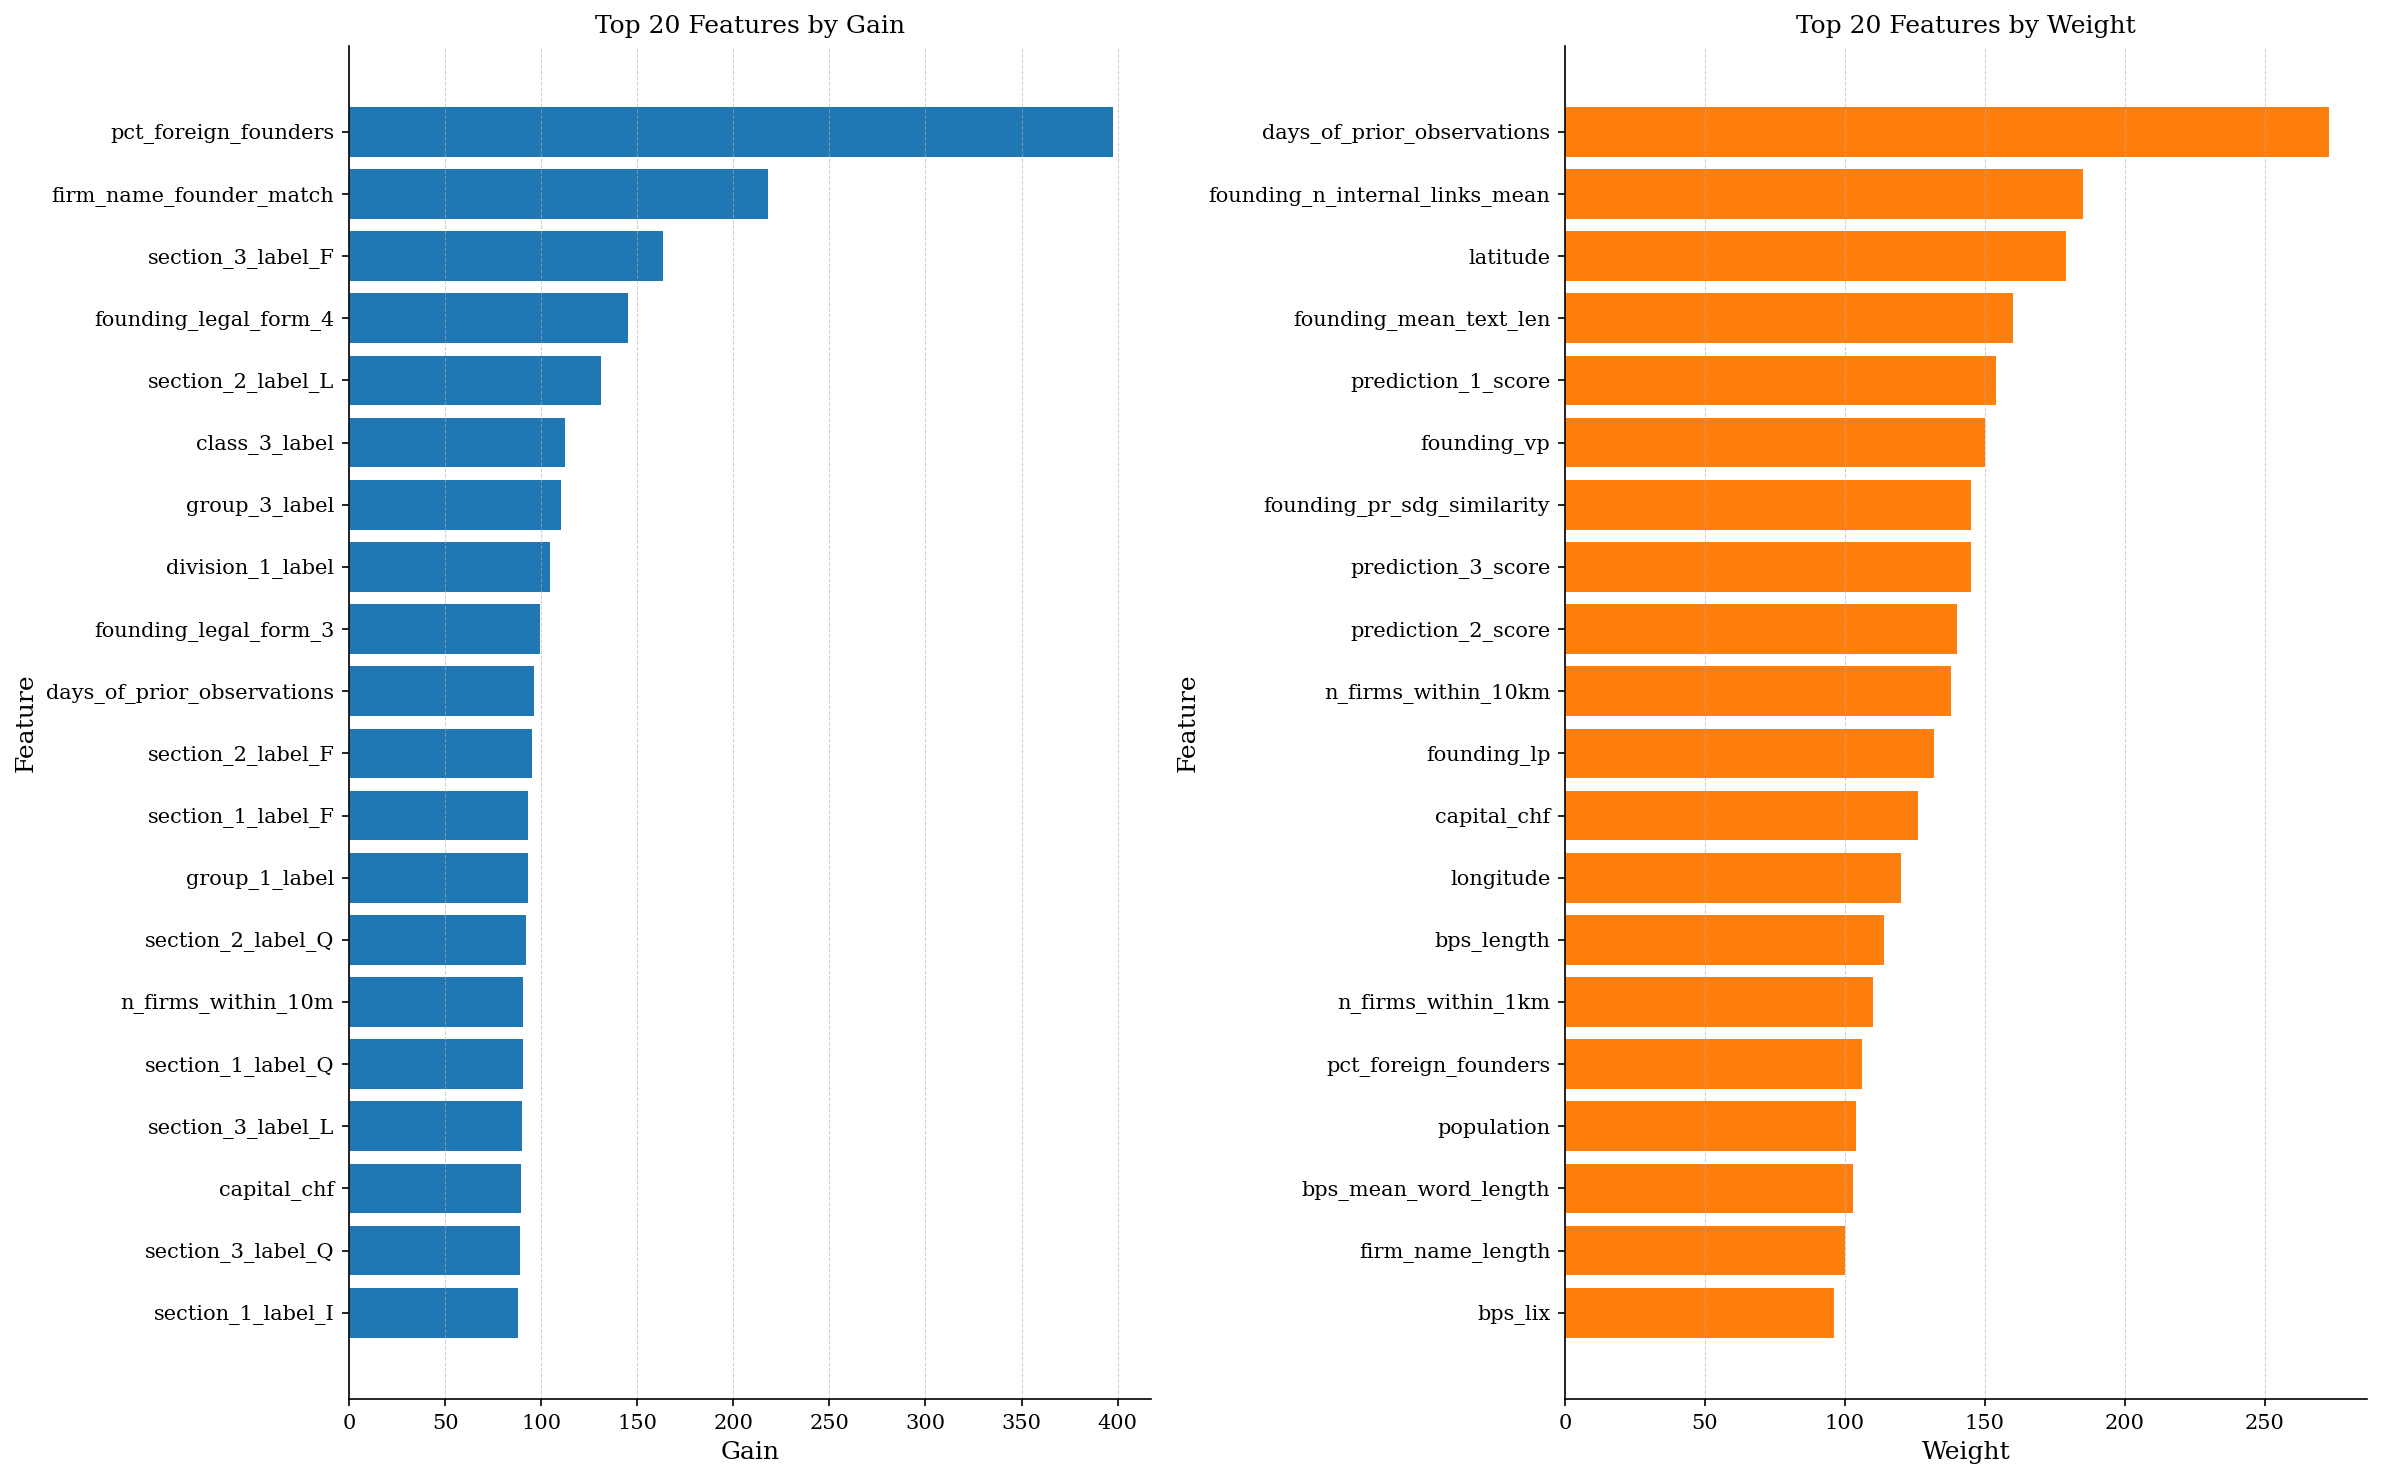 Top 20 Features by Gain
Feature
pct_foreign_founders
firm_name_founder_match
section_3_label_F
founding_legal_form_4
section_2_label_L
class_3_label
group_3_label
division_1_label
founding_legal_form_3
days_of_prior_observations
section_2_label_F
section_1_label_F
group_1_label
section_2_label_Q
n_firms_within_10m
section_1_label_Q
section_3_label_L
capital_chf
section_3_label_Q
section_1_label_I
0 50 100 150 200 250 300 350 400
Gain
Top 20 Features by Weight
Feature
days_of_prior_observations
founding_n_internal_links_mean
latitude
founding_mean_text_len
prediction_1_score
founding_vp
founding_pr_sdg_similarity
prediction_3_score
prediction_2_score
n_firms_within_10km
founding_lp
capital_chf
longitude
bps_length
n_firms_within_1km
pct_foreign_founders
population
bps_mean_word_length
firm_name_length
bps_lix
0 50 100 150 200 250
Weight